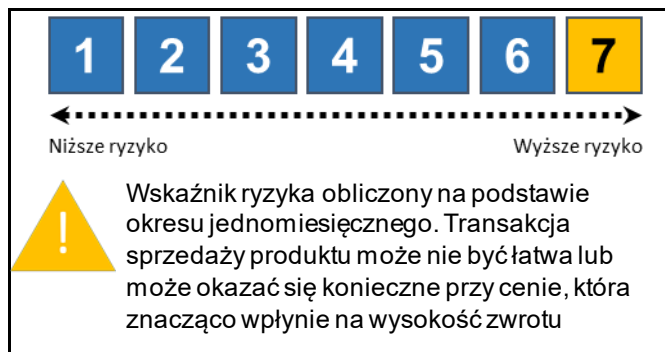 1 2 3 4 5 6 7
Niższe ryzyko Wyższe ryzyko
!
Wskaźnik ryzyka obliczony na podstawie
okresu jednomiesięcznego. Transakcja
sprzedaży produktu może nie być łatwa lub
może okazać się konieczne przy cenie, która
znacząco wpłynie na wysokość zwrotu